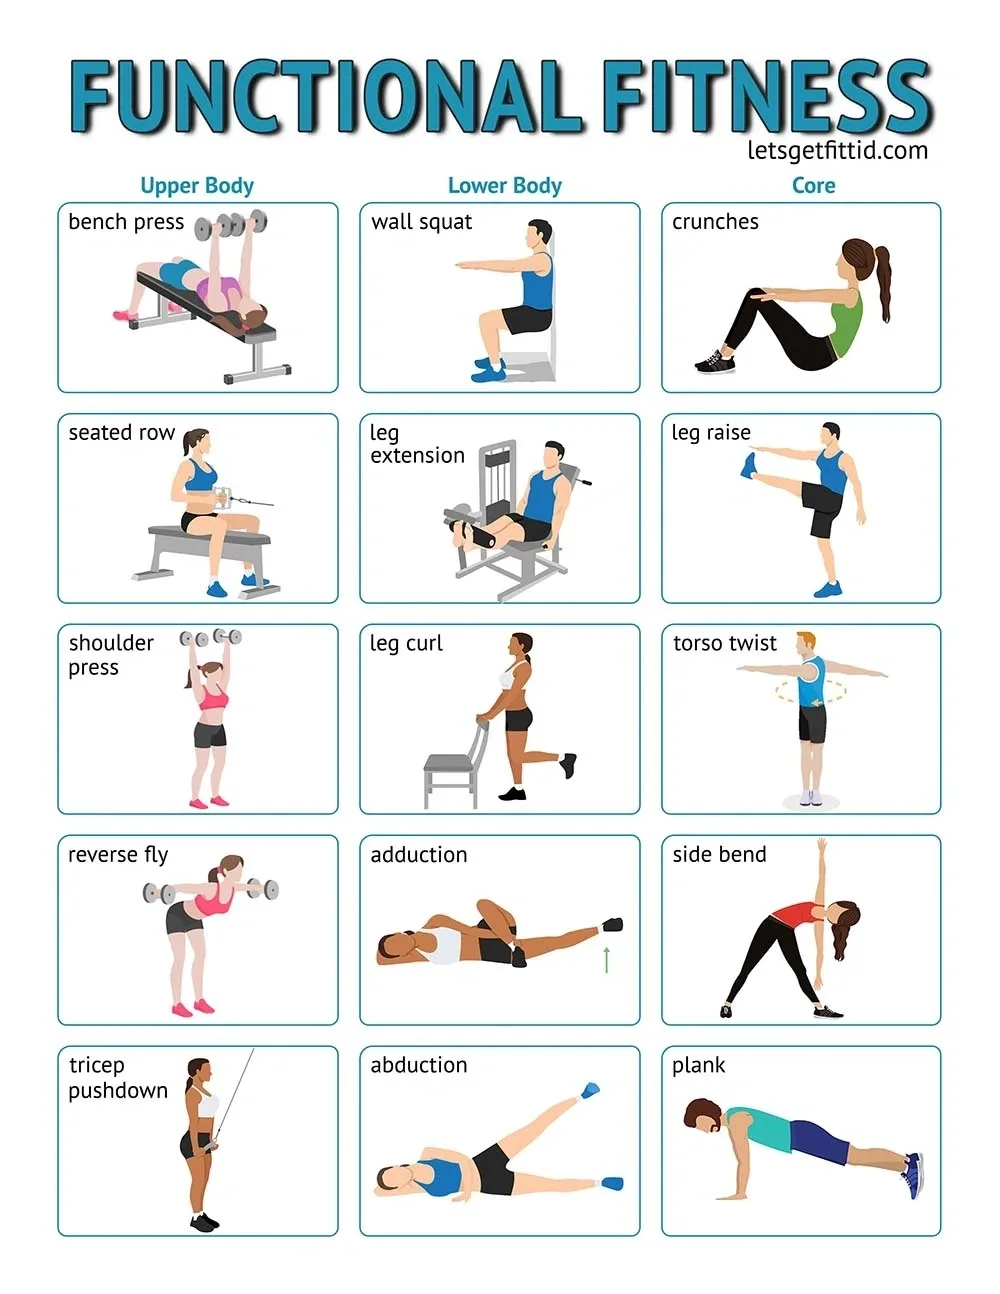 FUNCTIONAL FITNESS
letsgetfittid.com
Upper Body
Lower Body
Core
bench press
wall squat
crunches
seated row
leg
extension
leg raise
shoulder
press
leg curl
torso twist
reverse fly
adduction
side bend
tricep
pushdown
abduction
plank